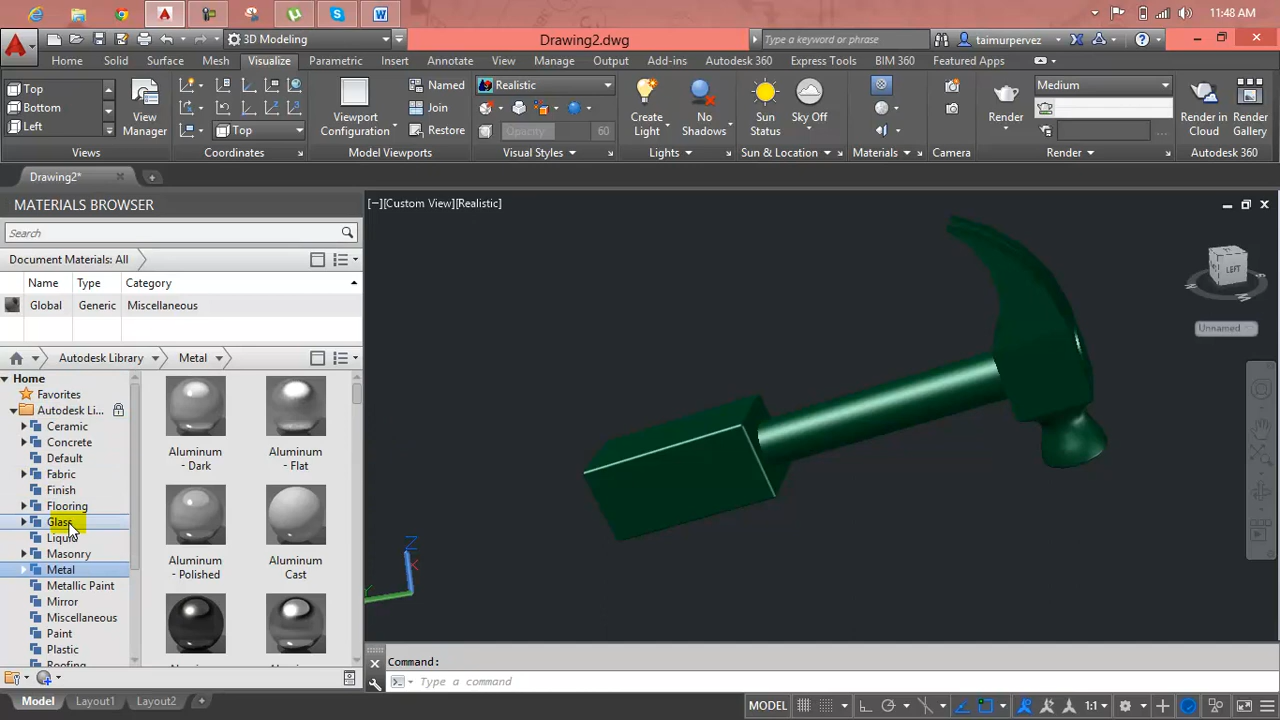 11:48 AM
3D Modeling
Drawing2.dwg
Type a keyword or phrase
taimurpervez
Home Solid Surface Mesh Visualize Parametric Insert Annotate View Manage Output Add-ins Autodesk 360 Express Tools BIM 360 Featured Apps
Top
Bottom
Left
View
Manager
Views
Top
Coordinates
Viewport
Configuration
Named
Join
Restore
Model Viewports
Realistic
Opacity 60
Visual Styles
Create
Light
No
Shadows
Lights
Sun
Status
Sky Off
Sun & Location
Materials
Camera
Render
Medium
Render
Render in
Cloud
Render
Gallery
Autodesk 360
Drawing2*
MATERIALS BROWSER
Search
Document Materials: All
Name Type Category
Global Generic Miscellaneous
Autodesk Library Metal
Home
Favorites
Autodesk Li...
Ceramic
Concrete
Default
Fabric
Finish
Flooring
Glass
Liquid
Masonry
Metal
Metallic Paint
Mirror
Miscellaneous
Paint
Plastic
Roofing
Aluminum
- Dark
Aluminum
- Flat
Aluminum
- Polished
Aluminum
Cast
[−][Custom View][Realistic]
LEFT
Unnamed
Z
X
Y
Command:
Type a command
Model Layout1 Layout2
MODEL
1:1